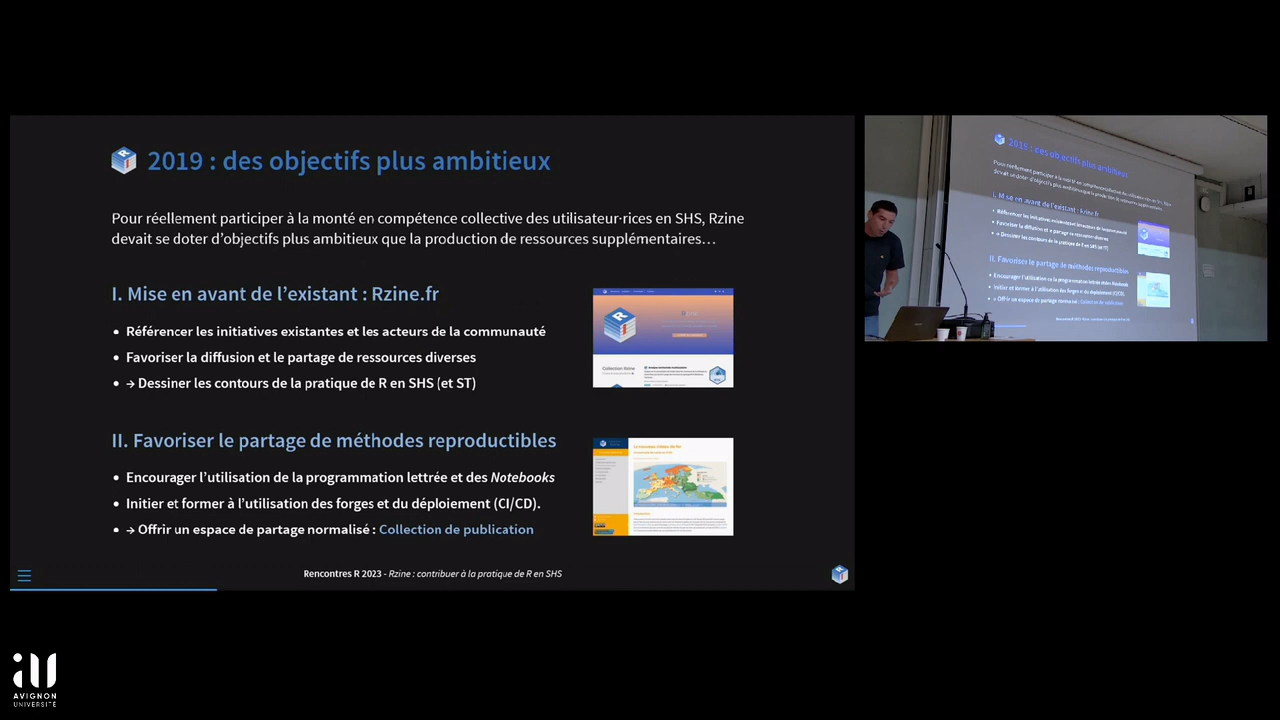 2019 : des objectifs plus ambitieux
Pour réellement participer à la monté en compétence collective des utilisateur·rices en SHS, Rzine
devait se doter d'objectifs plus ambitieux que la production de ressources supplémentaires…
I. Mise en avant de l'existant : Rzine.fr
• Référencer les initiatives existantes et les acteurs de la communauté
• Favoriser la diffusion et le partage de ressources diverses
• → Dessiner les contours de la pratique de R en SHS (et ST)
II. Favoriser le partage de méthodes reproductibles
• Encourager l'utilisation de la programmation lettrée et des Notebooks
• Initier et former à l'utilisation des forges et du déploiement (CI/CD).
• → Offrir un espace de partage normalisé : Collection de publication
Rencontres R 2023 - Rzine : contribuer à la pratique de R en SHS
Collection Rzine
AVIGNON
UNIVERSITÉ